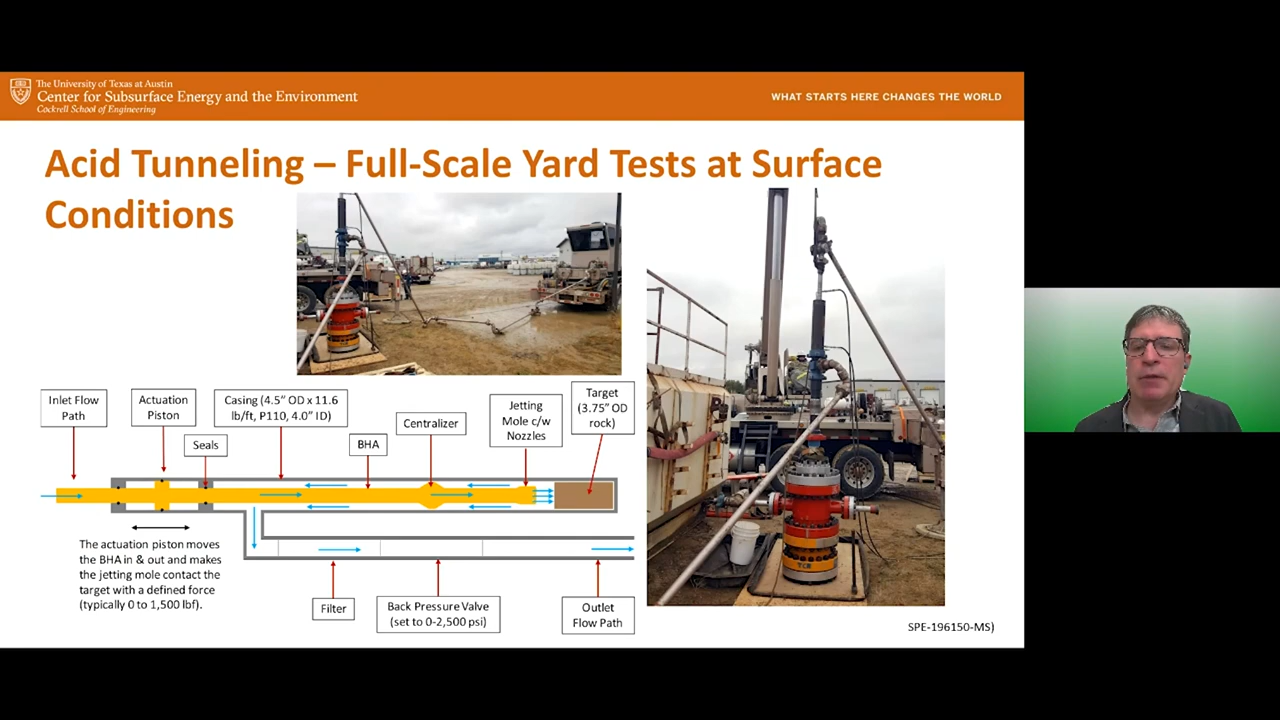 The University of Texas at Austin
Center for Subsurface Energy and the Environment
Cockrell School of Engineering
WHAT STARTS HERE CHANGES THE WORLD
Acid Tunneling – Full-Scale Yard Tests at Surface
Conditions
Inlet Flow
Path
Actuation
Piston
Seals
Casing (4.5” OD x 11.6
lb/ft, P110, 4.0” ID)
BHA
Centralizer
Jetting
Mole c/w
Nozzles
Target
(3.75” OD
rock)
The actuation piston moves
the BHA in & out and makes
the jetting mole contact the
target with a defined force
(typically 0 to 1,500 lbf).
Filter
Back Pressure Valve
(set to 0-2,500 psi)
Outlet
Flow Path
SPE-196150-MS)